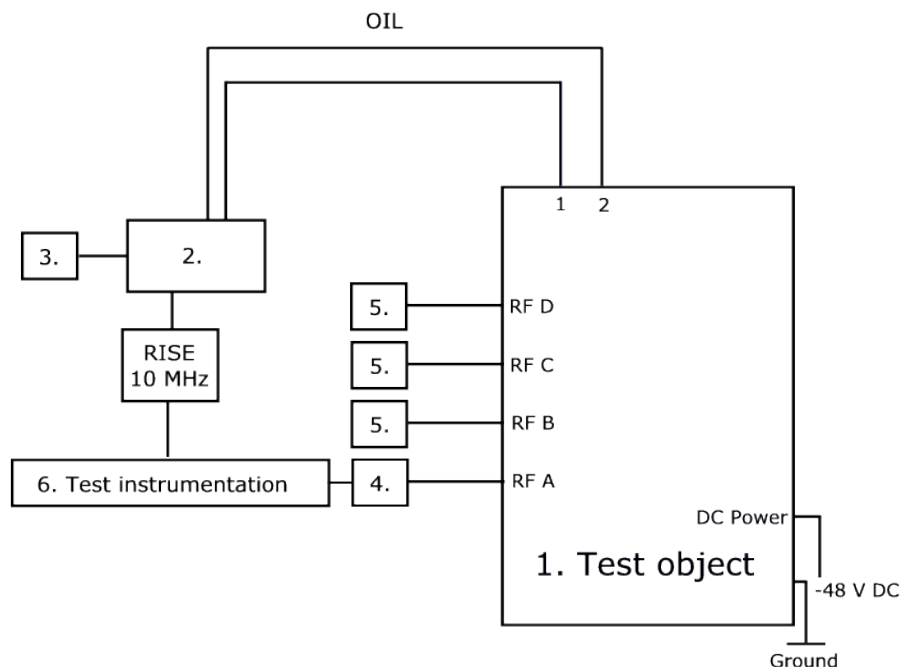 OIL
1 2
3.
2.
5.
RF D
RISE
10 MHz
5.
RF C
5.
RF B
6. Test instrumentation
4.
RF A
DC Power
1. Test object
-48 V DC
Ground